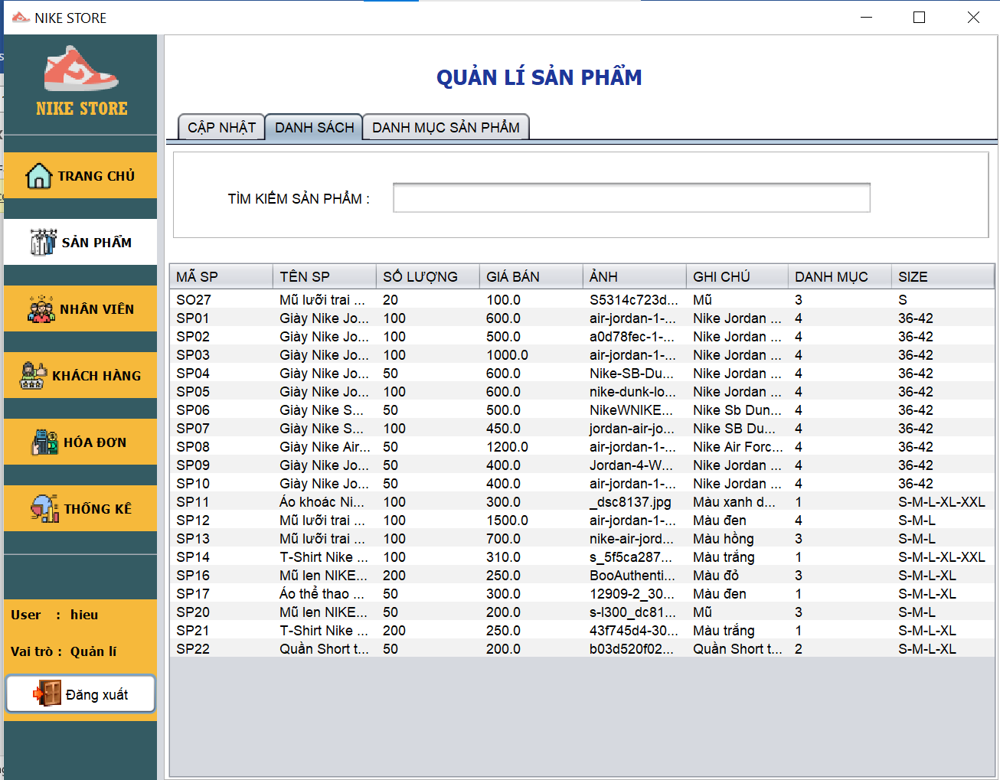 NIKE STORE
NIKE STORE
TRANG CHỦ
SẢN PHẨM
NHÂN VIÊN
KHÁCH HÀNG
HÓA ĐƠN
THỐNG KÊ
User : hieu
Vai trò : Quản lí
Đăng xuất
QUẢN LÍ SẢN PHẨM
CẬP NHẬT DANH SÁCH DANH MỤC SẢN PHẨM
TÌM KIẾM SẢN PHẨM :
MÃ SP TÊN SP SỐ LƯỢNG GIÁ BÁN ẢNH GHI CHÚ DANH MỤC SIZE
SO27 Mũ lưỡi trai ... 20 100.0 S5314c723d... Mũ 3 S
SP01 Giày Nike Jo... 100 600.0 air-jordan-1-... Nike Jordan ... 4 36-42
SP02 Giày Nike Jo... 100 500.0 a0d78fec-1-... Nike Jordan ... 4 36-42
SP03 Giày Nike Jo... 100 1000.0 air-jordan-1-... Nike Jordan ... 4 36-42
SP04 Giày Nike Jo... 50 600.0 Nike-SB-Du... Nike Jordan ... 4 36-42
SP05 Giày Nike Jo... 100 600.0 nike-dunk-lo... Nike Jordan ... 4 36-42
SP06 Giày Nike S... 50 500.0 NikeWNIKE... Nike Sb Dun... 4 36-42
SP07 Giày Nike S... 100 450.0 jordan-air-jo... Nike SB Du... 4 36-42
SP08 Giày Nike Air... 50 1200.0 air-jordan-1-... Nike Air Forc... 4 36-42
SP09 Giày Nike Jo... 50 400.0 Jordan-4-W... Nike Jordan ... 4 36-42
SP10 Giày Nike Jo... 50 400.0 air-jordan-1-... Nike Jordan ... 4 36-42
SP11 Áo khoác Ni... 100 300.0 _dsc8137.jpg Màu xanh d... 1 S-M-L-XL-XXL
SP12 Mũ lưỡi trai ... 100 1500.0 air-jordan-1-... Màu đen 4 S-M-L
SP13 Mũ lưỡi trai ... 100 700.0 nike-air-jord... Màu hồng 3 S-M-L
SP14 T-Shirt Nike ... 100 310.0 s_5f5ca287... Màu trắng 1 S-M-L-XL-XXL
SP16 Mũ len NIKE... 200 250.0 BooAuthenti... Màu đỏ 3 S-M-L-XL
SP17 Áo thể thao ... 50 300.0 12909-2_30... Màu đen 1 S-M-L-XL
SP20 Mũ len NIKE... 50 200.0 s-l300_dc81... Mũ 3 S-M-L
SP21 T-Shirt Nike ... 200 250.0 43f745d4-30... Màu trắng 1 S-M-L-XL
SP22 Quần Short t... 50 200.0 b03d520f02... Quần Short t... 2 S-M-L-XL